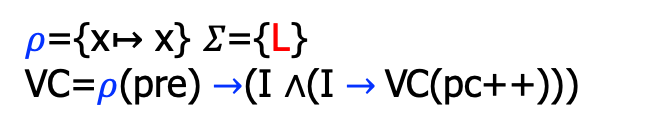 ρ={x↦ x} Σ={L}
VC=ρ(pre) →(I ∧(I → VC(pc++)))